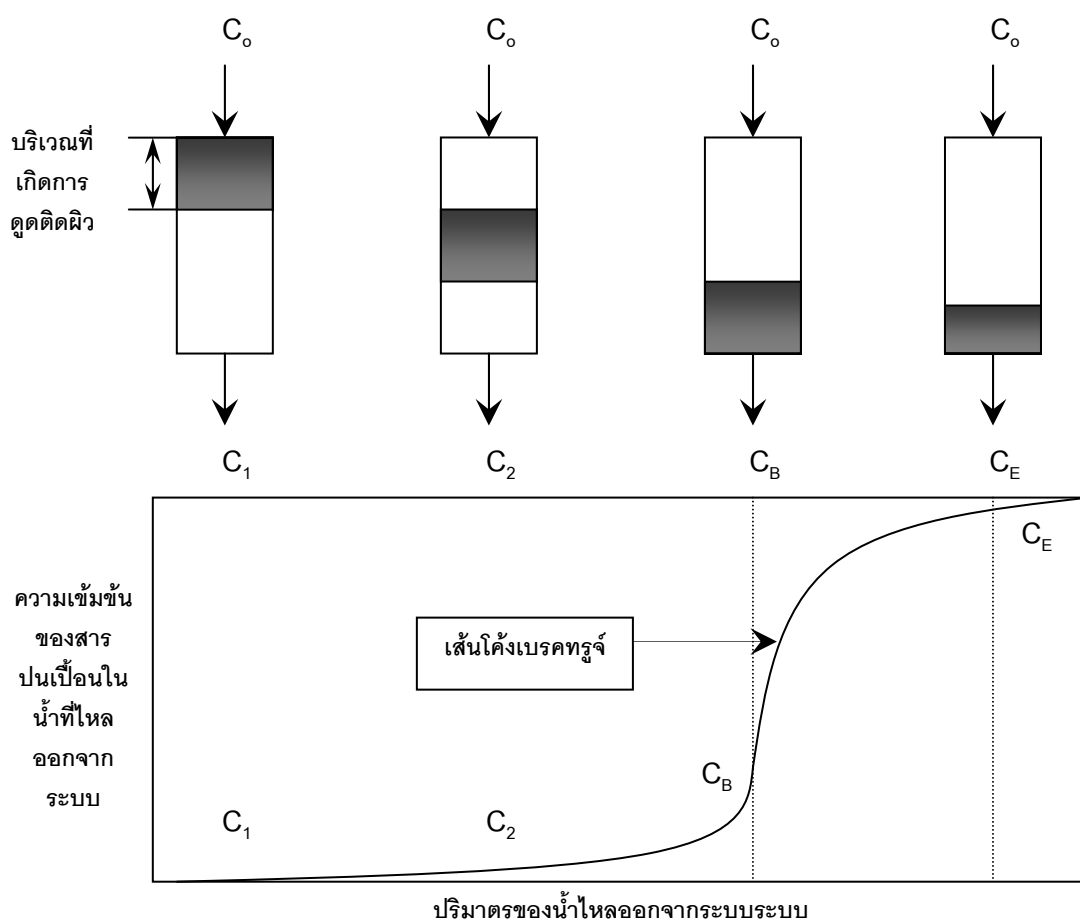 Co Co Co Co
บริเวณที่
เกิดการ
ดูดติดผิว
C1 C2 CB CE
CE
ความเข้มข้น
ของสาร
ปนเปื้อนใน
น้ำที่ไหล
ออกจาก
ระบบ
เส้นโค้งเบรคทรูจ์
CB
C1 C2
ปริมาตรของน้ำไหลออกจากระบบระบบ